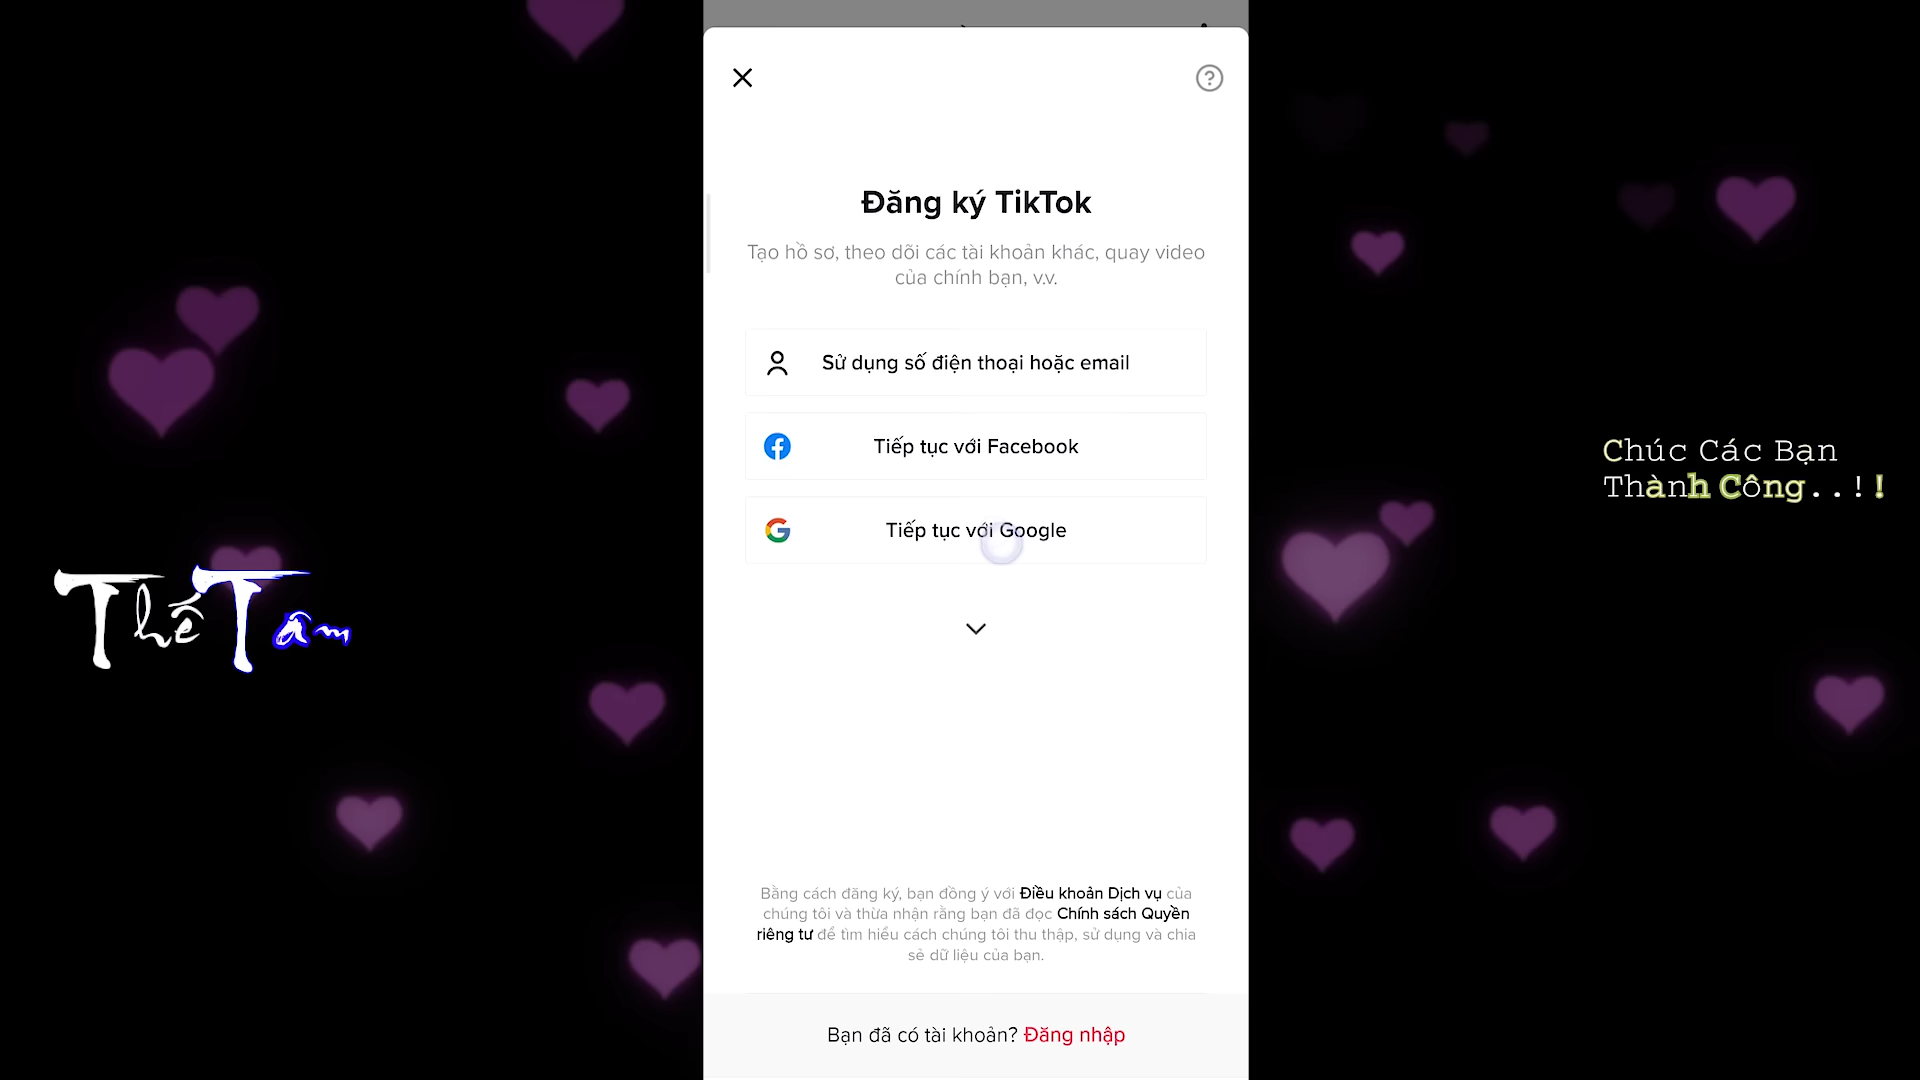 Đăng ký TikTok
Tạo hồ sơ, theo dõi các tài khoản khác, quay video
của chính bạn, v.v.
Sử dụng số điện thoại hoặc email
Tiếp tục với Facebook
Tiếp tục với Google
Chúc Các Bạn
Thành Công..!!
Thế Tâm
Bằng cách đăng ký, bạn đồng ý với Điều khoản Dịch vụ của
chúng tôi và thừa nhận rằng bạn đã đọc Chính sách Quyền
riêng tư để tìm hiểu cách chúng tôi thu thập, sử dụng và chia
sẻ dữ liệu của bạn.
Bạn đã có tài khoản? Đăng nhập